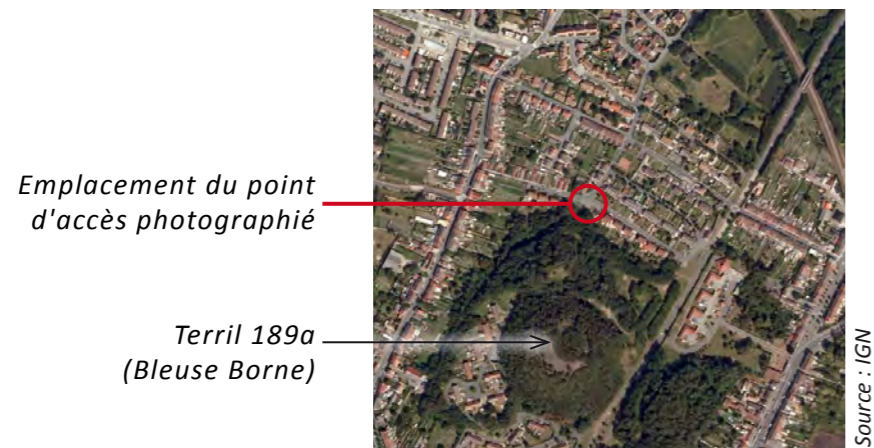 Emplacement du point
d'accès photographié
Terril 189a
(Bleuse Borne)
Source : IGN